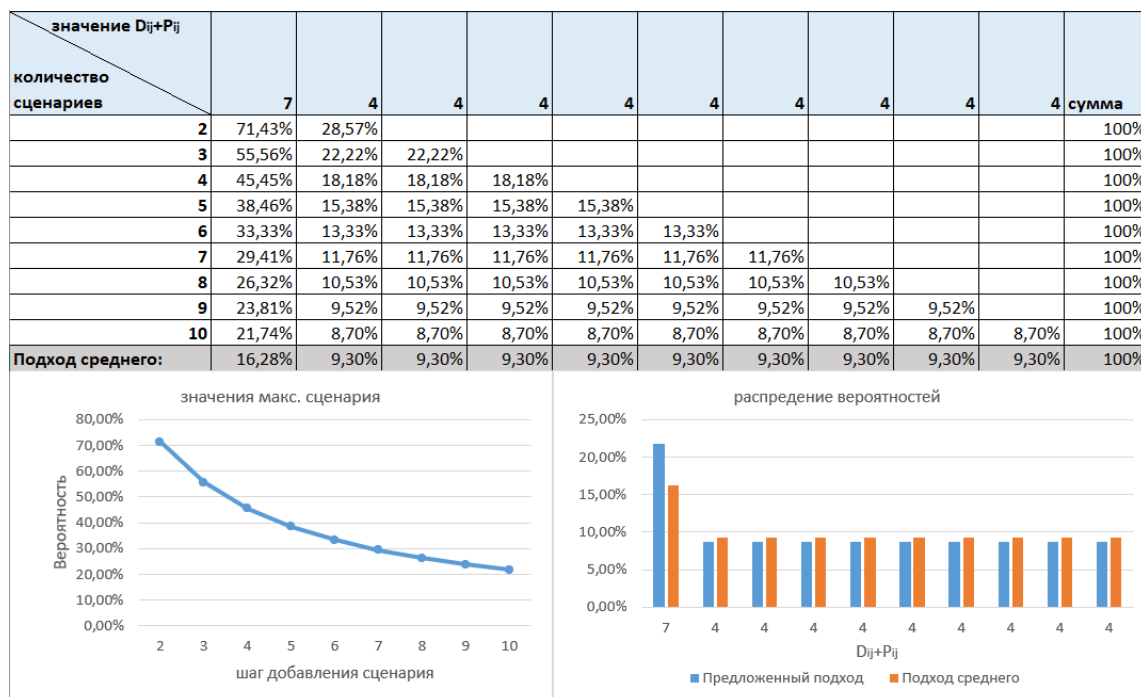 значение Dij+Pij
количество
сценариев 7 4 4 4 4 4 4 4 4 4 сумма
2 71,43% 28,57% 100%
3 55,56% 22,22% 22,22% 100%
4 45,45% 18,18% 18,18% 18,18% 100%
5 38,46% 15,38% 15,38% 15,38% 15,38% 100%
6 33,33% 13,33% 13,33% 13,33% 13,33% 13,33% 100%
7 29,41% 11,76% 11,76% 11,76% 11,76% 11,76% 11,76% 100%
8 26,32% 10,53% 10,53% 10,53% 10,53% 10,53% 10,53% 10,53% 100%
9 23,81% 9,52% 9,52% 9,52% 9,52% 9,52% 9,52% 9,52% 9,52% 100%
10 21,74% 8,70% 8,70% 8,70% 8,70% 8,70% 8,70% 8,70% 8,70% 8,70% 100%
Подход среднего: 16,28% 9,30% 9,30% 9,30% 9,30% 9,30% 9,30% 9,30% 9,30% 9,30% 100%
значения макс. сценария
80,00%
70,00%
60,00%
50,00%
40,00%
30,00%
20,00%
10,00%
0,00%
Вероятность
2 3 4 5 6 7 8 9 10
шаг добавления сценария
распредение вероятностей
25,00%
20,00%
15,00%
10,00%
5,00%
0,00%
7 4 4 4 4 4 4 4 4 4
Dij+Pij
Предложенный подход Подход среднего